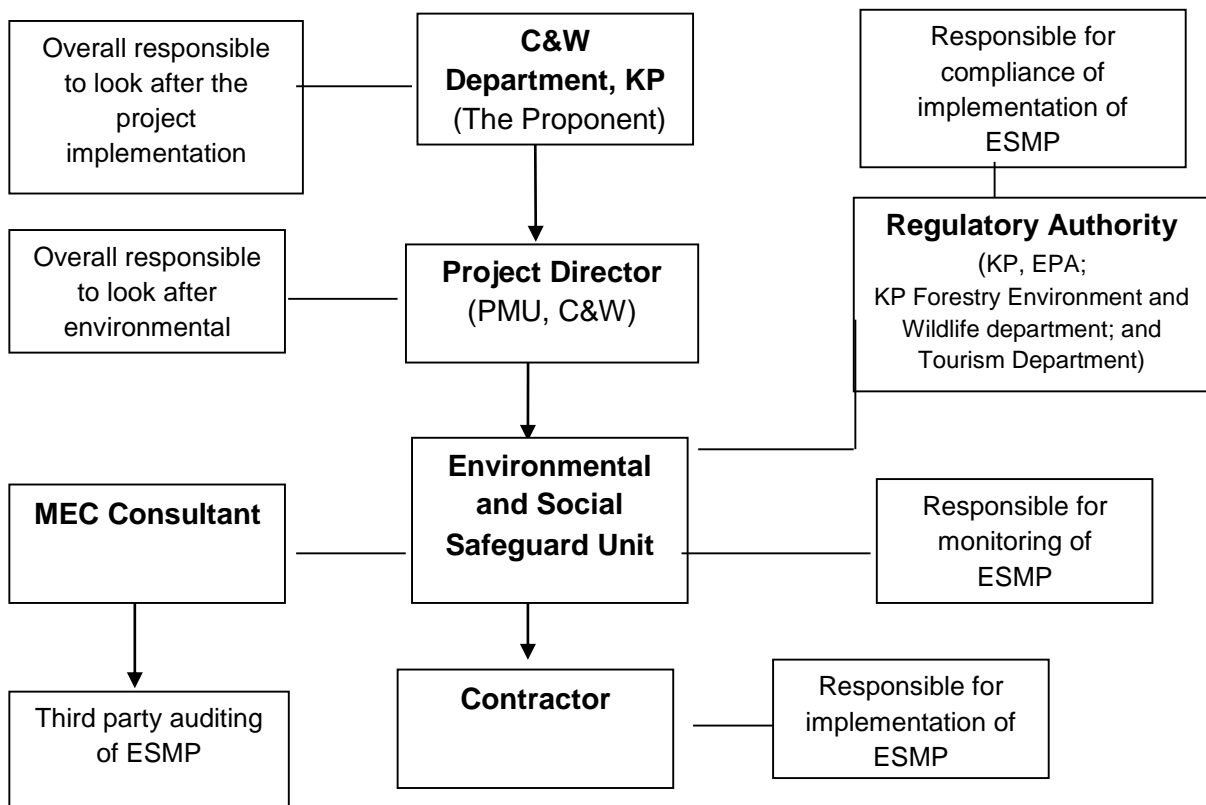 Overall responsible
to look after the
project
implementation
C&W
Department, KP
(The Proponent)
Responsible for
compliance of
implementation of
ESMP
Overall responsible
to look after
environmental
Project Director
(PMU, C&W)
Regulatory Authority
(KP, EPA;
KP Forestry Environment and
Wildlife department; and
Tourism Department)
MEC Consultant
Environmental
and Social
Safeguard Unit
Responsible for
monitoring of
ESMP
Third party auditing
of ESMP
Contractor
Responsible for
implementation of
ESMP